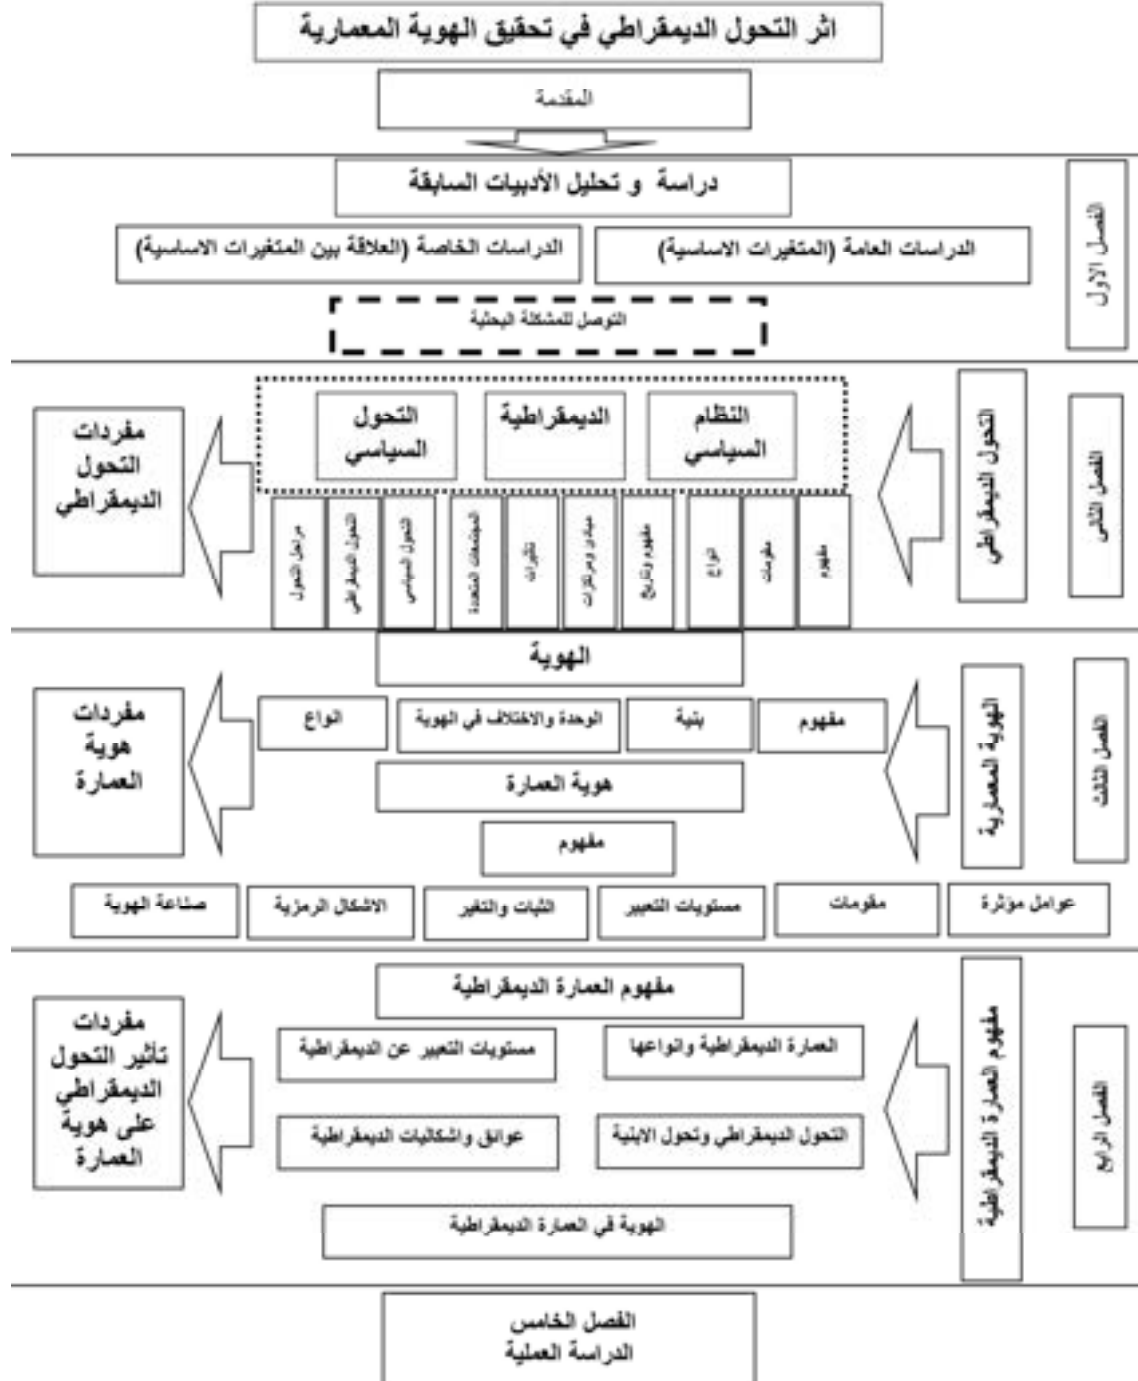 اثر التحول الديمقراطي في تحقيق الهوية المعمارية
المقدمة
الفصل الاول
دراسة و تحليل الأدبيات السابقة
الدراسات العامة (المتغيرات الاساسية)
الدراسات الخاصة (العلاقة بين المتغيرات الاساسية)
التوصل للمشكلة البحثية
الفصل الثاني
التحول الديمقراطي
النظام
السياسي
الديمقراطية
التحول
السياسي
مفهوم
مقومات
انواع
مفهوم وتاريخ
مبادئ ومرتكزات
تاثيرات
المجتمعات المتعددة
التحول السياسي
التحول الديمقراطي
مراحل التحول
مفردات
التحول
الديمقراطي
الفصل الثالث
الهوية المعمارية
الهوية
مفهوم
بنية
الوحدة والاختلاف في الهوية
انواع
هوية العمارة
مفهوم
عوامل مؤثرة
مقومات
مستويات التعبير
الثبات والتغير
الاشكال الرمزية
صناعة الهوية
مفردات
هوية
العمارة
الفصل الرابع
مفهوم العمارة الديمقراطية
مفهوم العمارة الديمقراطية
العمارة الديمقراطية وانواعها
مستويات التعبير عن الديمقراطية
التحول الديمقراطي وتحول الابنية
عوائق واشكاليات الديمقراطية
الهوية في العمارة الديمقراطية
مفردات
تأثير التحول
الديمقراطي
على هوية
العمارة
الفصل الخامس
الدراسة العملية